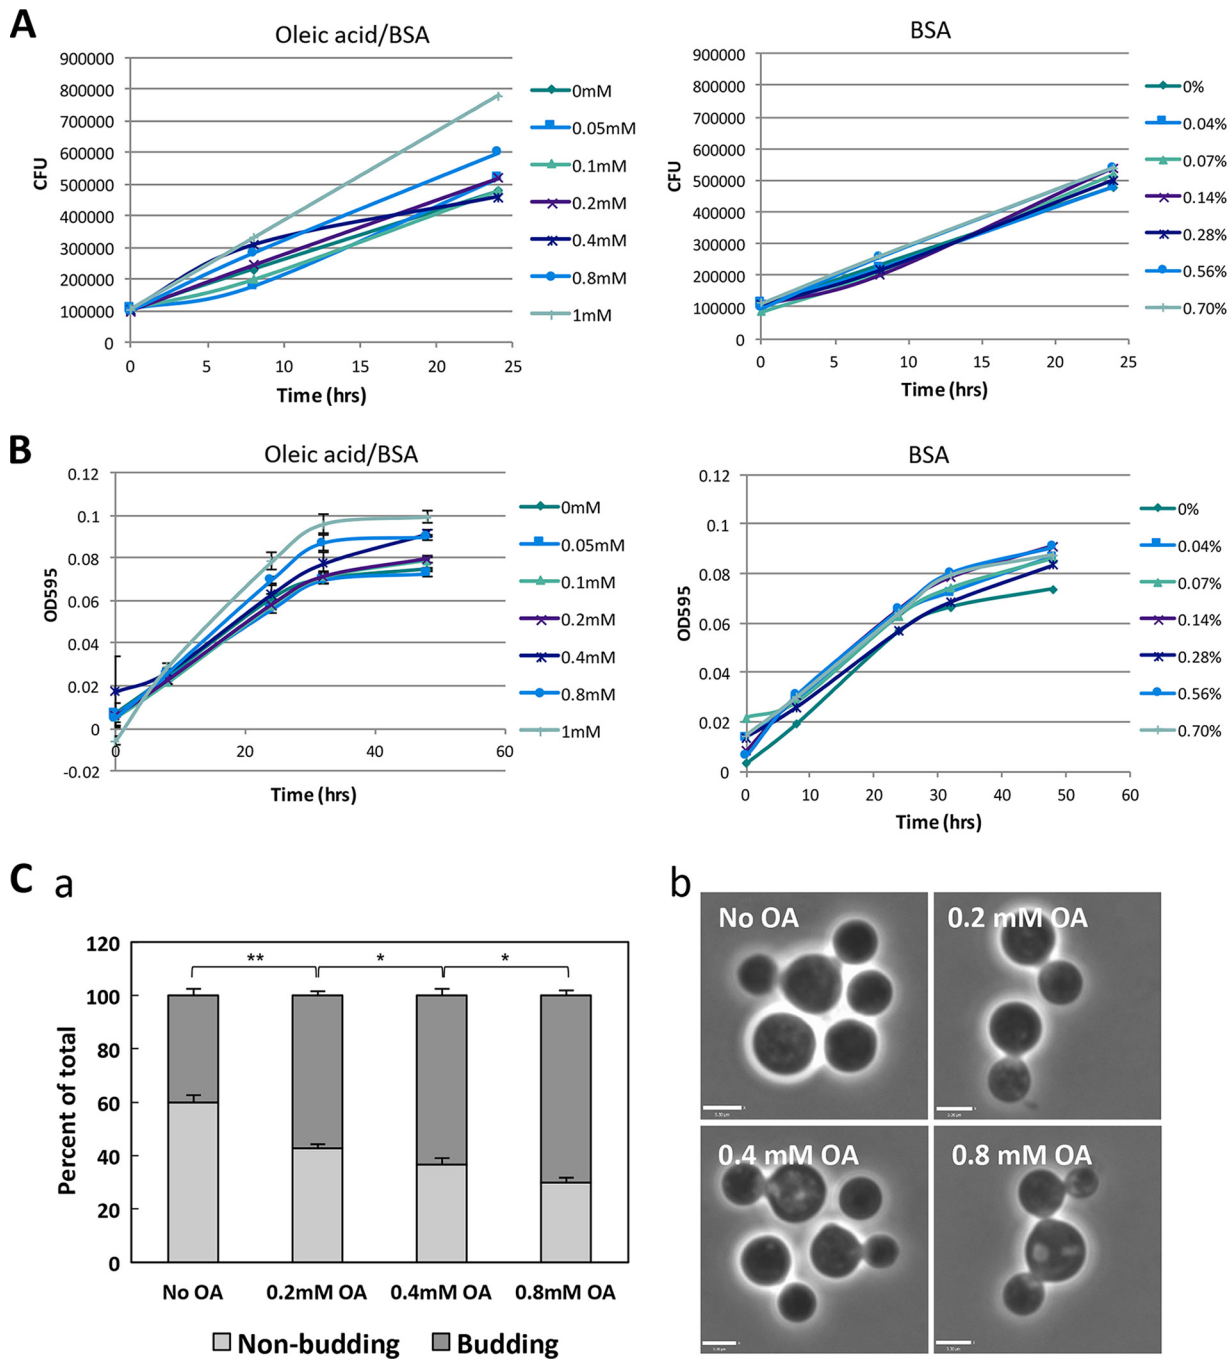 A
Oleic acid/BSA
900000
800000
700000
600000
500000
400000
300000
200000
100000
0
CFU
0 5 10 15 20 25
Time (hrs)
0mM
0.05mM
0.1mM
0.2mM
0.4mM
0.8mM
1mM
BSA
900000
800000
700000
600000
500000
400000
300000
200000
100000
0
CFU
0 5 10 15 20 25
Time (hrs)
0%
0.04%
0.07%
0.14%
0.28%
0.56%
0.70%
B
Oleic acid/BSA
0.12
0.1
0.08
0.06
0.04
0.02
0
-0.02
OD595
0 20 40 60
Time (hrs)
0mM
0.05mM
0.1mM
0.2mM
0.4mM
0.8mM
1mM
BSA
0.12
0.1
0.08
0.06
0.04
0.02
0
OD595
0 10 20 30 40 50 60
Time (hrs)
0%
0.04%
0.07%
0.14%
0.28%
0.56%
0.70%
C a
120
100
80
60
40
20
0
Percent of total
** * *
No OA 0.2mM OA 0.4mM OA 0.8mM OA
Non-budding Budding
b
No OA
0.2 mM OA
0.4 mM OA
0.8 mM OA